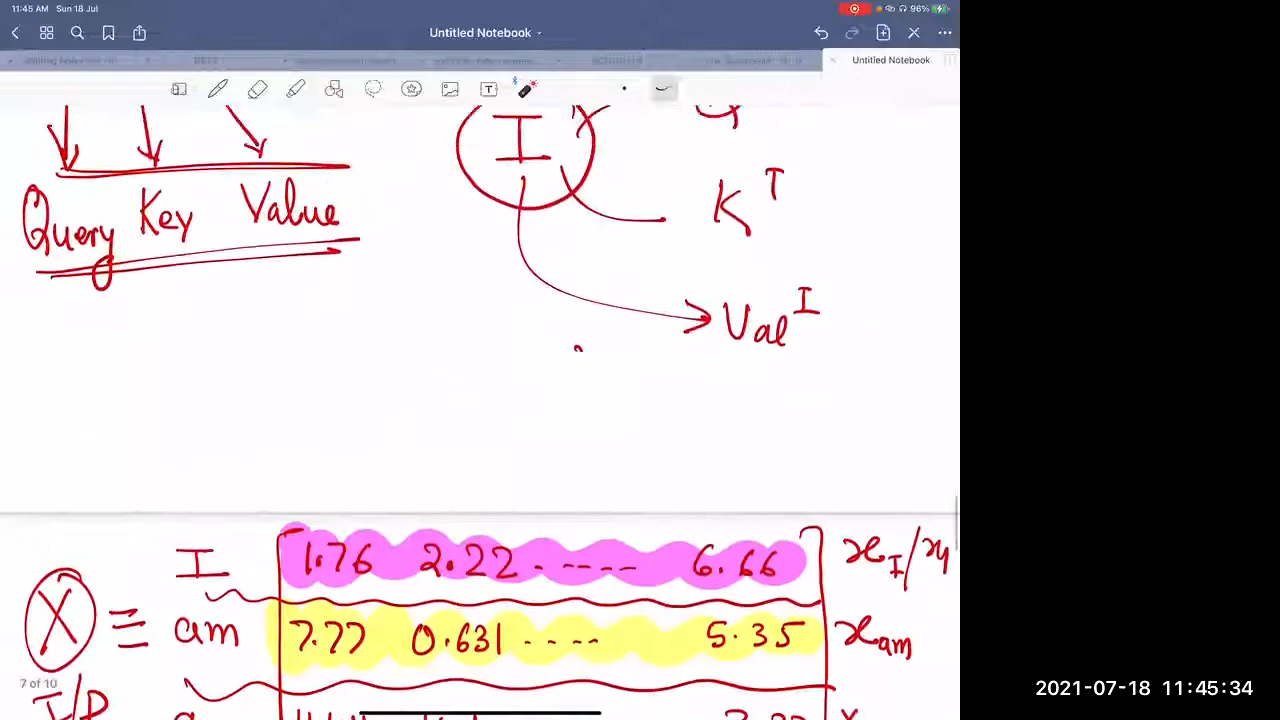 11:45 AM Sun 18 Jul
96%
Untitled Notebook
Untitled Notebook
I
Query Key Value
K^T
Val^I
I 1.76 2.22 . ---- 6.66 x_I/x_1
X ≡ am 7.77 0.631 ---- 5.35 x_am
7 of 10
I/P
2021-07-18 11:45:34